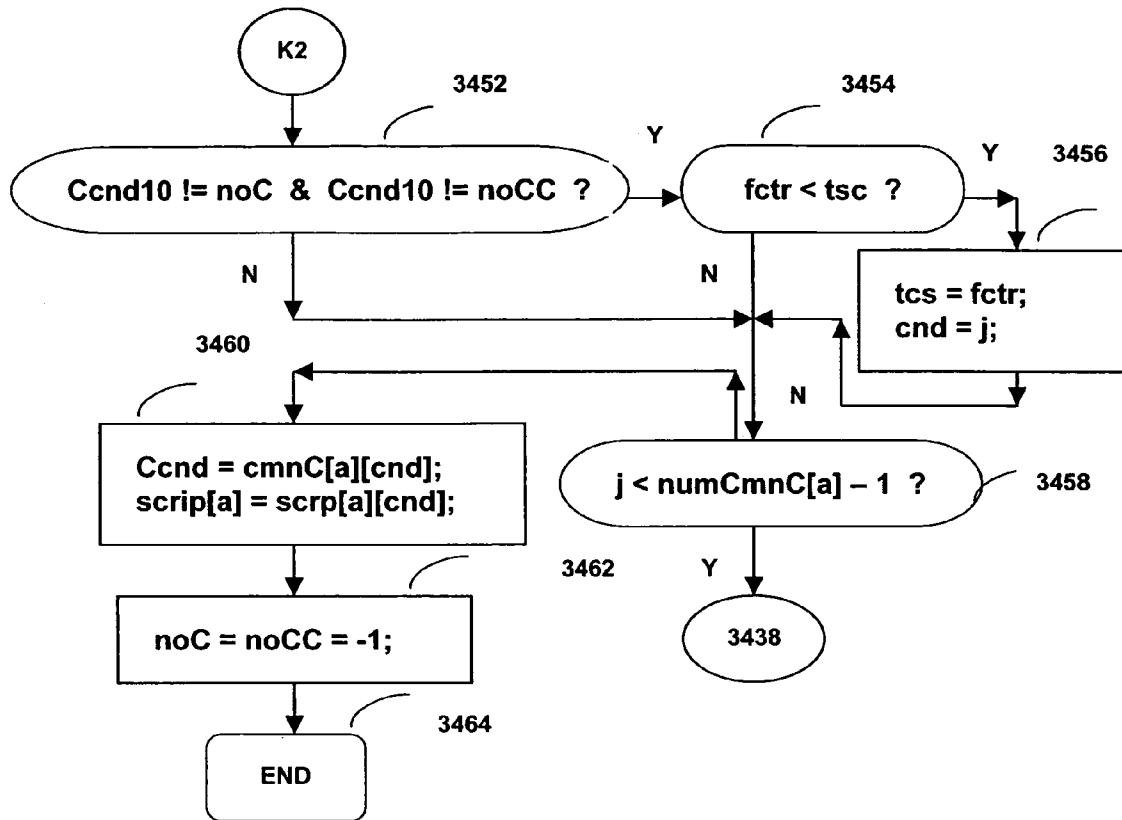 K2
3452
3454
Y
Y
3456
Ccnd10 != noC & Ccnd10 != noCC ?
fctr < tsc ?
N
N
tcs = fctr;
cnd = j;
3460
N
Ccnd = cmnC[a][cnd];
scrip[a] = scrp[a][cnd];
j < numCmnC[a] – 1 ?
3458
3462
Y
noC = noCC = -1;
3438
3464
END